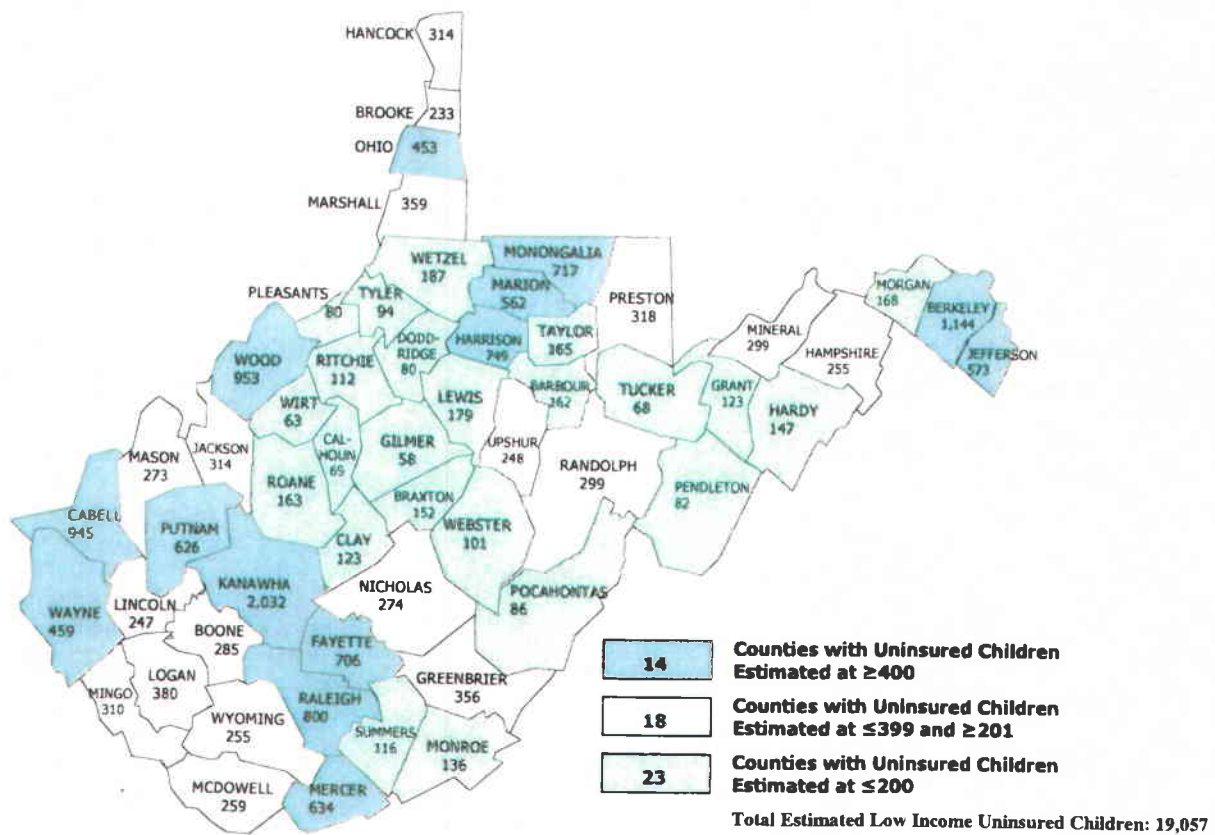 HANCOCK 314
BROOKE 233
OHIO 453
MARSHALL 359
WETZEL
187
MONONGALIA
717
MARION
562
PRESTON
318
MORGAN
168
BERKELEY
1,144
JEFFERSON
573
PLEASANTS
80
TYLER
94
DODD-
RIDGE
80
HARRISON
749
TAYLOR
165
MINERAL
299
HAMPSHIRE
255
WOOD
953
RITCHIE
112
WIRT
63
LEWIS
179
BARBOUR
162
TUCKER
68
GRANT
123
HARDY
147
MASON
273
JACKSON
314
CAL-
HOUN
69
GILMER
58
UPSHUR
248
RANDOLPH
299
ROANE
163
BRAXTON
152
PENDLETON
82
CABELL
945
PUTNAM
626
CLAY
123
WEBSTER
101
KANAWHA
2,032
NICHOLAS
274
POCAHONTAS
86
WAYNE
459
LINCOLN
247
BOONE
285
FAYETTE
706
LOGAN
380
MINGO
310
GREENBRIER
356
RALEIGH
800
WYOMING
255
SUMMERS
116
MONROE
136
MCDOWELL
259
MERCER
634
14 Counties with Uninsured Children
Estimated at ≥400
18 Counties with Uninsured Children
Estimated at ≤399 and ≥201
23 Counties with Uninsured Children
Estimated at ≤200
Total Estimated Low Income Uninsured Children: 19,057